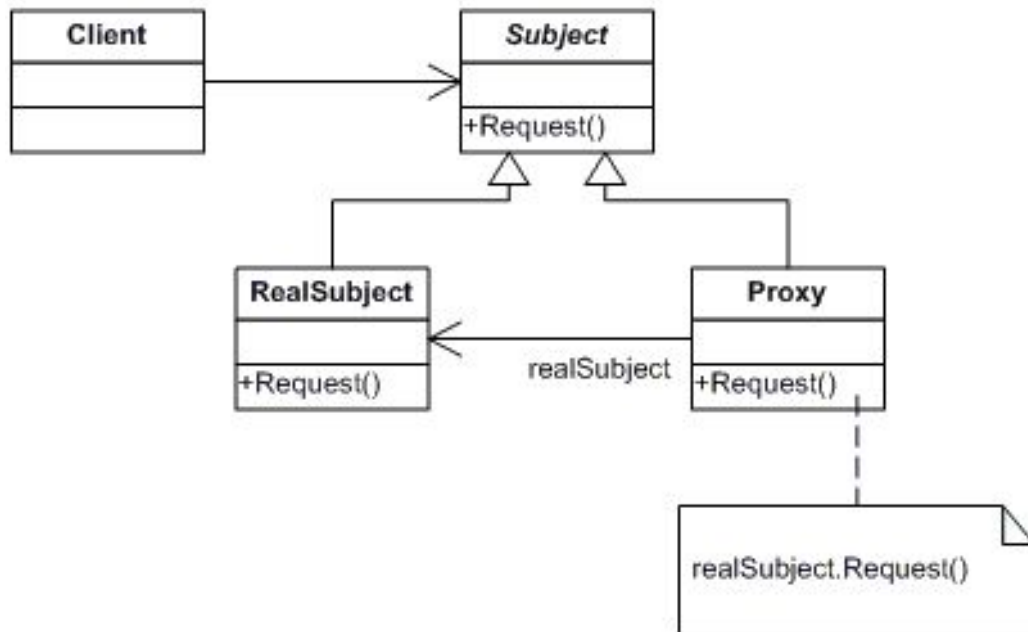 Client
Subject
+Request()
RealSubject
+Request()
Proxy
+Request()
realSubject
realSubject.Request()